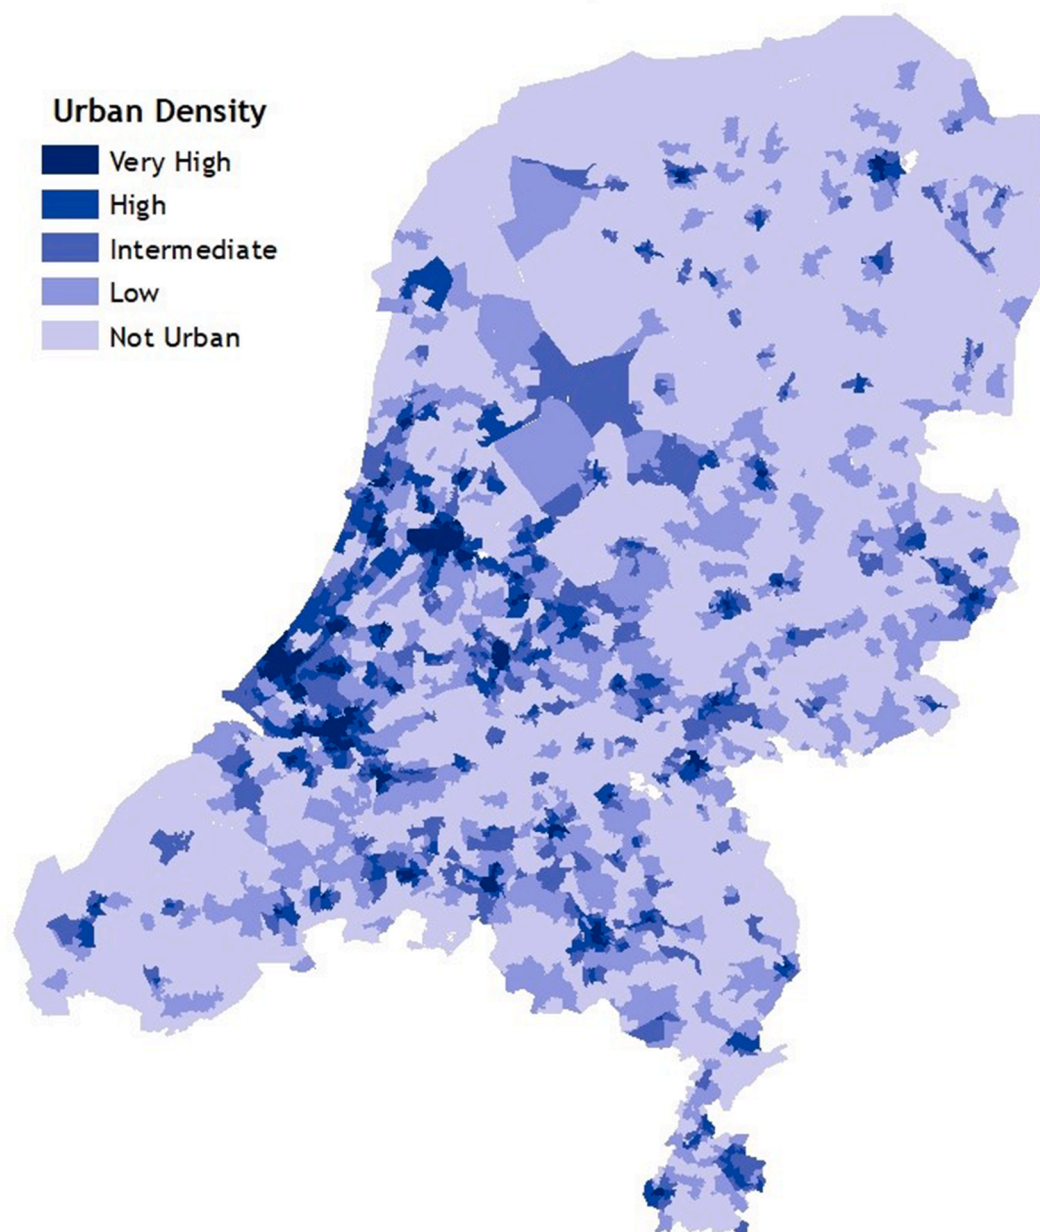 Urban Density
Very High
High
Intermediate
Low
Not Urban